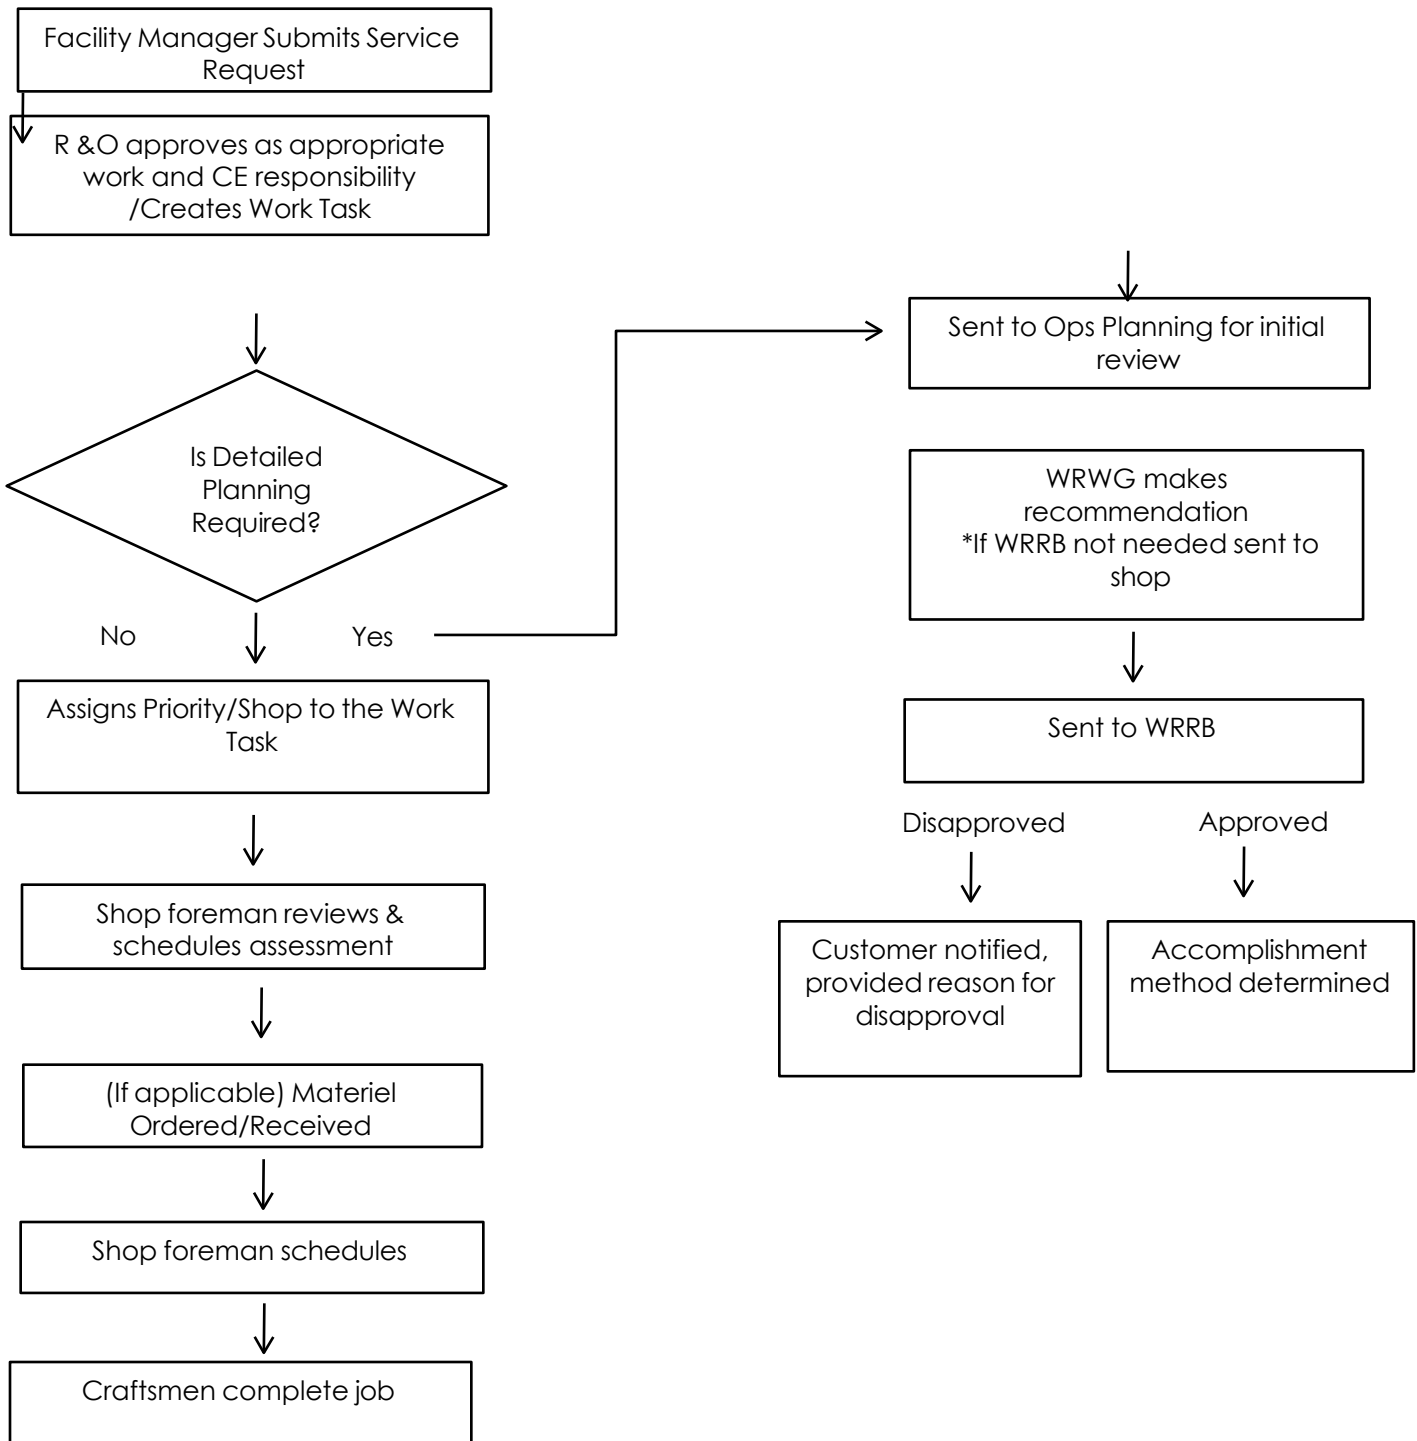 Facility Manager Submits Service
Request
R &O approves as appropriate
work and CE responsibility
/Creates Work Task
Is Detailed
Planning
Required?
No
Yes
Assigns Priority/Shop to the Work
Task
Shop foreman reviews &
schedules assessment
(If applicable) Materiel
Ordered/Received
Shop foreman schedules
Craftsmen complete job
Sent to Ops Planning for initial
review
WRWG makes
recommendation
*If WRRB not needed sent to
shop
Sent to WRRB
Disapproved
Approved
Customer notified,
provided reason for
disapproval
Accomplishment
method determined